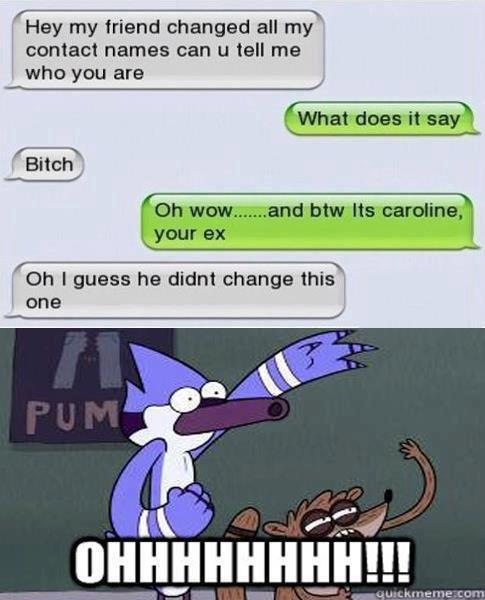 Hey my friend changed all my
contact names can u tell me
who you are
What does it say
Bitch
Oh wow.......and btw Its caroline,
your ex
Oh I guess he didnt change this
one
PUM
OHHHHHHHH!!!
quickmeme.com